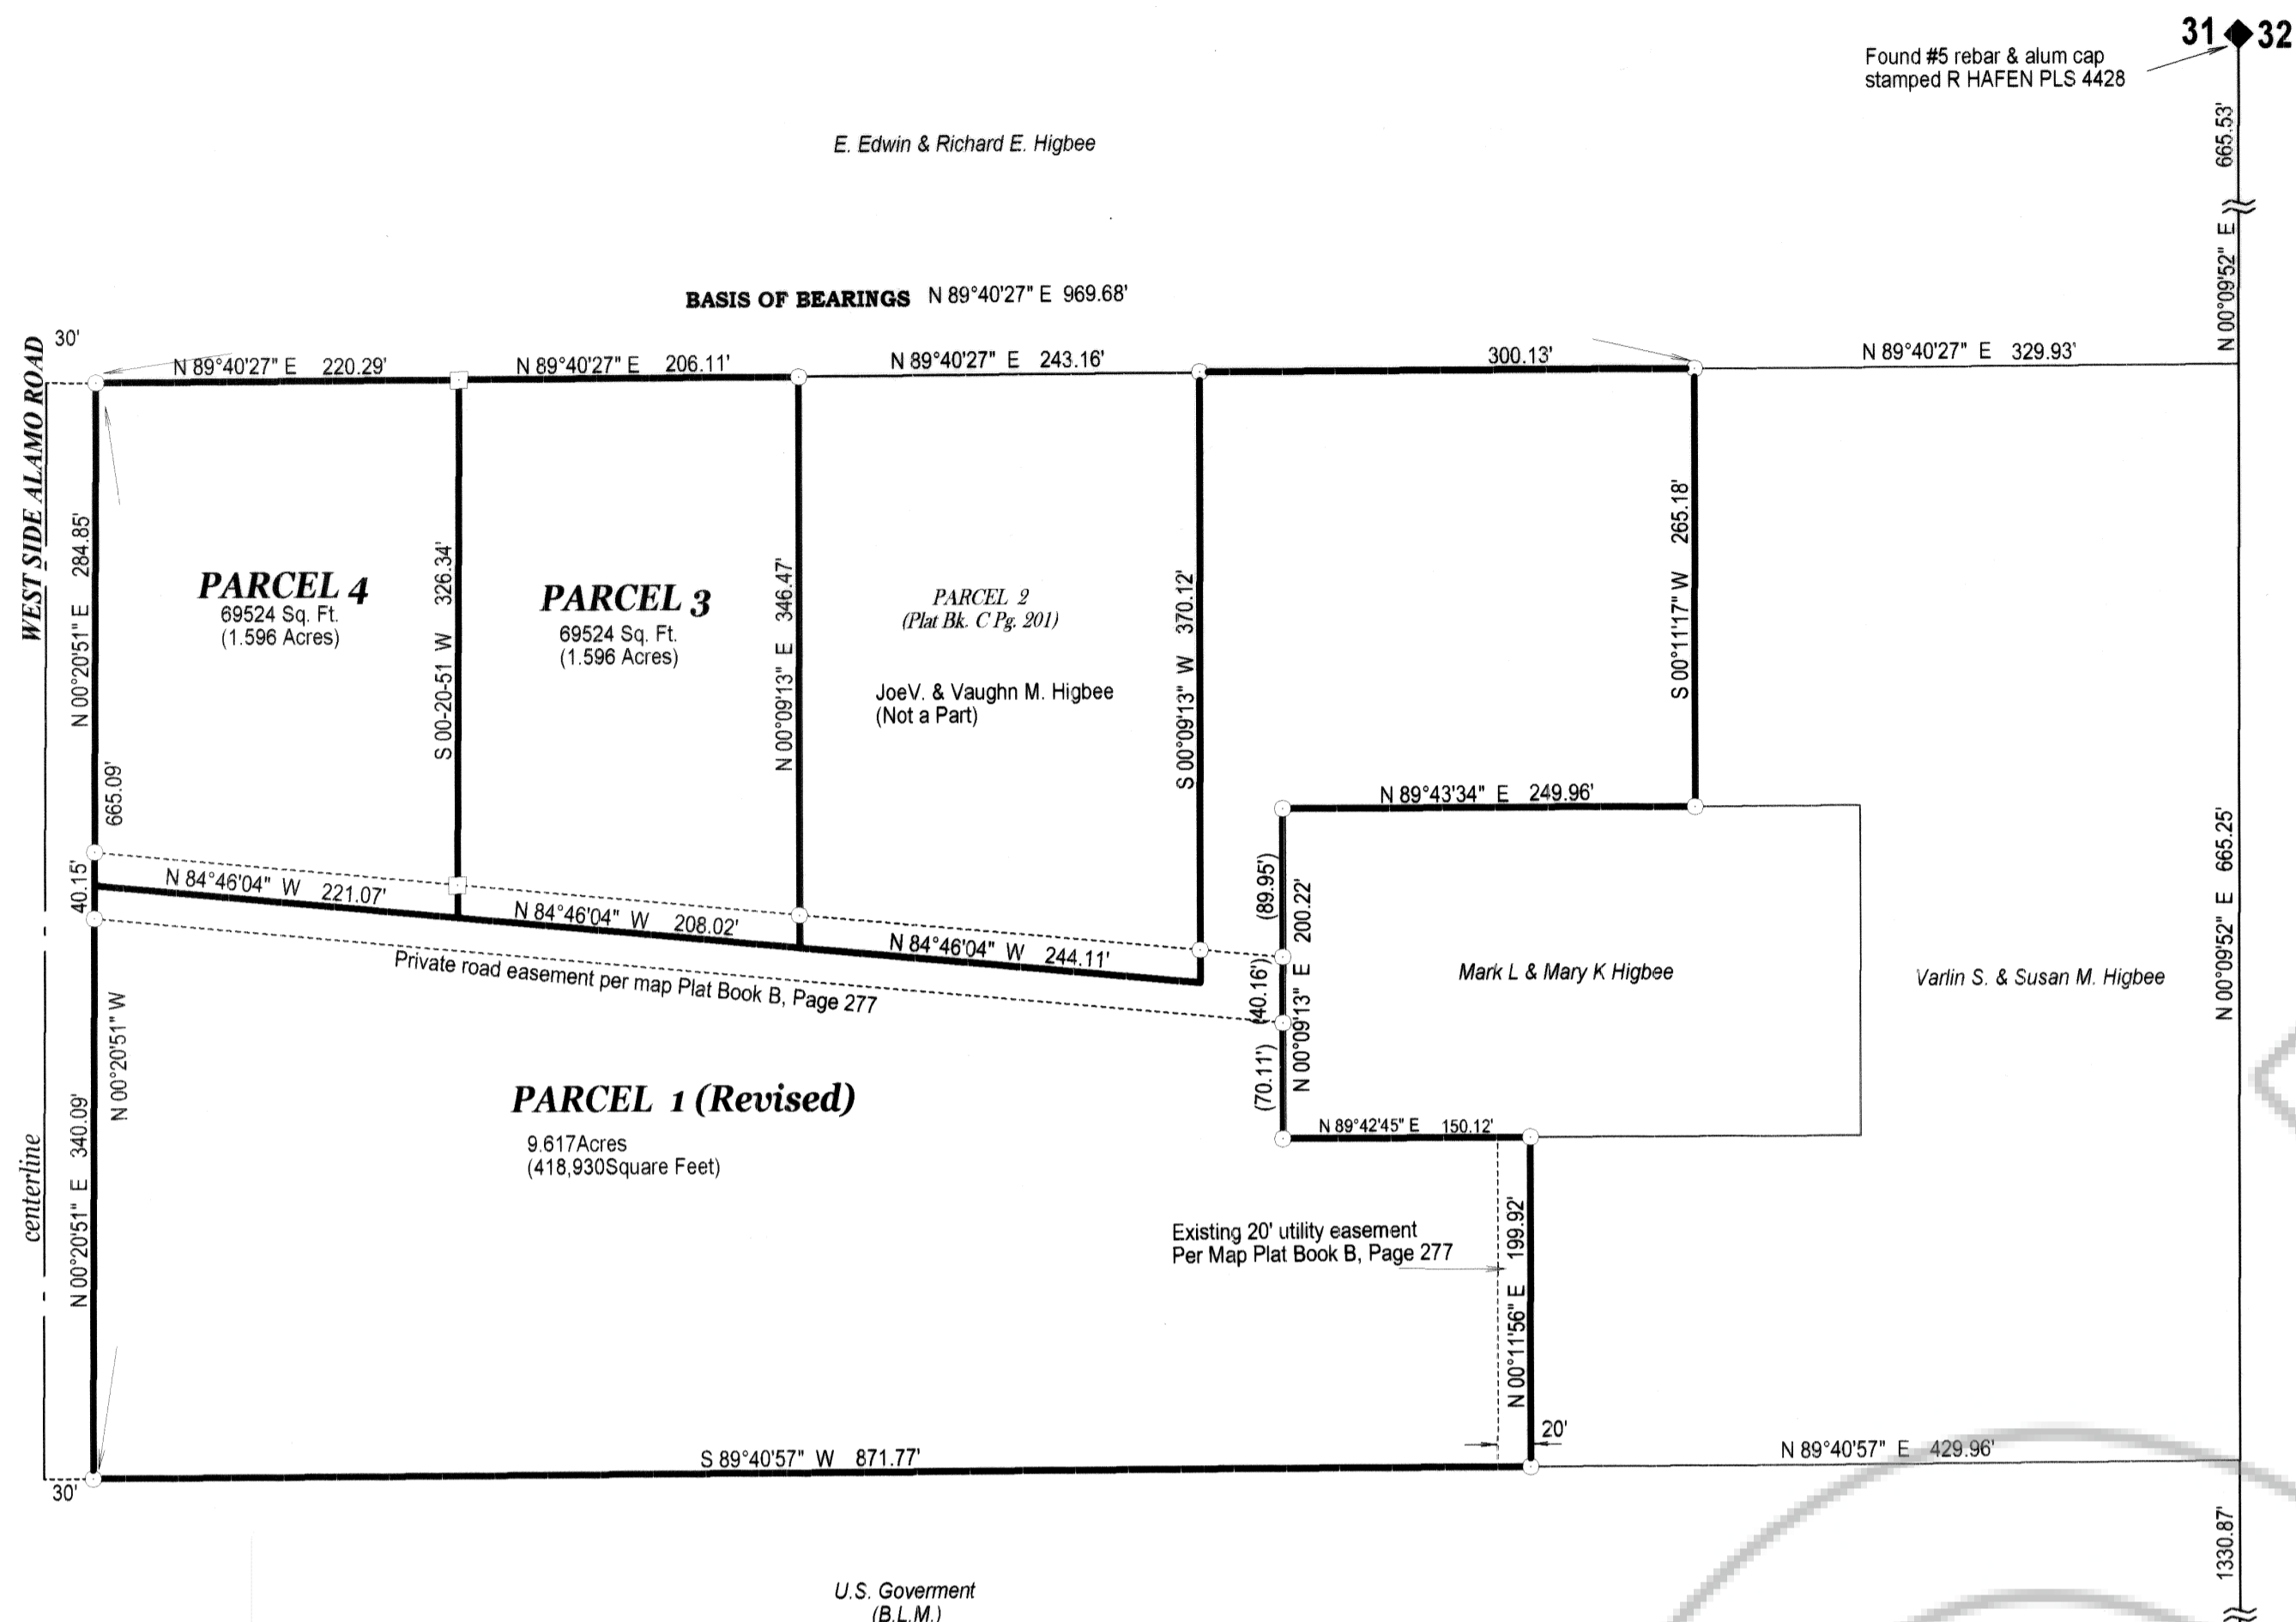 31 32
Found #5 rebar & alum cap
stamped R HAFEN PLS 4428
665.53'
N 00°09'52" E
E. Edwin & Richard E. Higbee
BASIS OF BEARINGS N 89°40'27" E 969.68'
30'
N 89°40'27" E 220.29'
N 89°40'27" E 206.11'
N 89°40'27" E 243.16'
300.13'
N 89°40'27" E 329.93'
WEST SIDE ALAMO ROAD
N 00°20'51" E 284.85'
PARCEL 4
69524 Sq. Ft.
(1.596 Acres)
S 00-20-51 W 326.34'
PARCEL 3
69524 Sq. Ft.
(1.596 Acres)
N 00°09'13" E 346.47'
PARCEL 2
(Plat Bk. C Pg. 201)
JoeV. & Vaughn M. Higbee
(Not a Part)
S 00°09'13" W 370.12'
S 00°11'17" W 265.18'
665.09'
40.15'
N 84°46'04" W 221.07'
N 84°46'04" W 208.02'
N 84°46'04" W 244.11'
Private road easement per map Plat Book B, Page 277
N 89°43'34" E 249.96'
(89.95')
(40.16')
(70.11')
N 00°09'13" E 200.22'
Mark L & Mary K Higbee
Varlin S. & Susan M. Higbee
N 00°09'52" E 665.25'
N 00°20'51" W
PARCEL 1 (Revised)
9.617Acres
(418,930Square Feet)
N 89°42'45" E 150.12'
centerline
N 00°20'51" E 340.09'
Existing 20' utility easement
Per Map Plat Book B, Page 277
N 00°11'56" E 199.92'
20'
S 89°40'57" W 871.77'
N 89°40'57" E 429.96'
30'
1330.87'
U.S. Goverment
(B.L.M.)